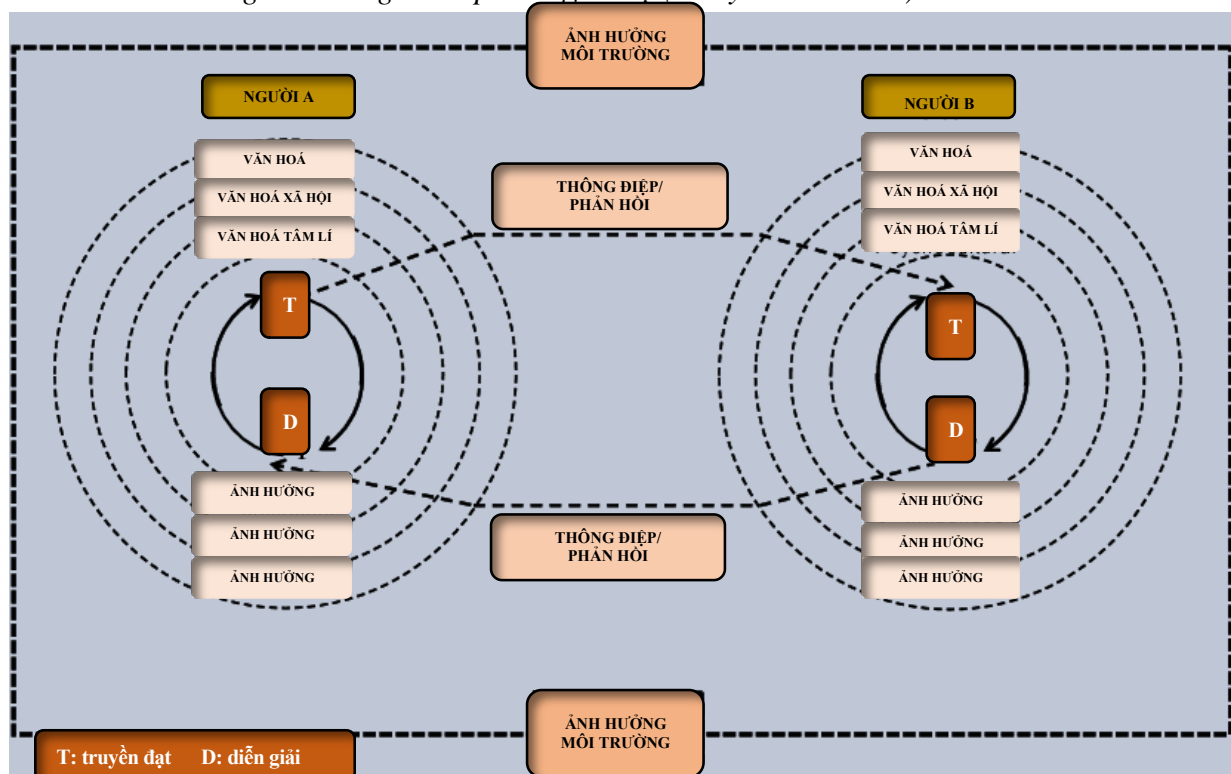 ẢNH HƯỞNG
MÔI TRƯỜNG
NGƯỜI A
NGƯỜI B
VĂN HOÁ
VĂN HOÁ XÃ HỘI
VĂN HOÁ TÂM LÍ
VĂN HOÁ
VĂN HOÁ XÃ HỘI
VĂN HOÁ TÂM LÍ
THÔNG ĐIỆP/
PHẢN HỒI
T
D
T
D
ẢNH HƯỞNG
ẢNH HƯỞNG
ẢNH HƯỞNG
THÔNG ĐIỆP/
PHẢN HỒI
ẢNH HƯỞNG
ẢNH HƯỞNG
ẢNH HƯỞNG
ẢNH HƯỞNG
MÔI TRƯỜNG
T: truyền đạt D: diễn giải